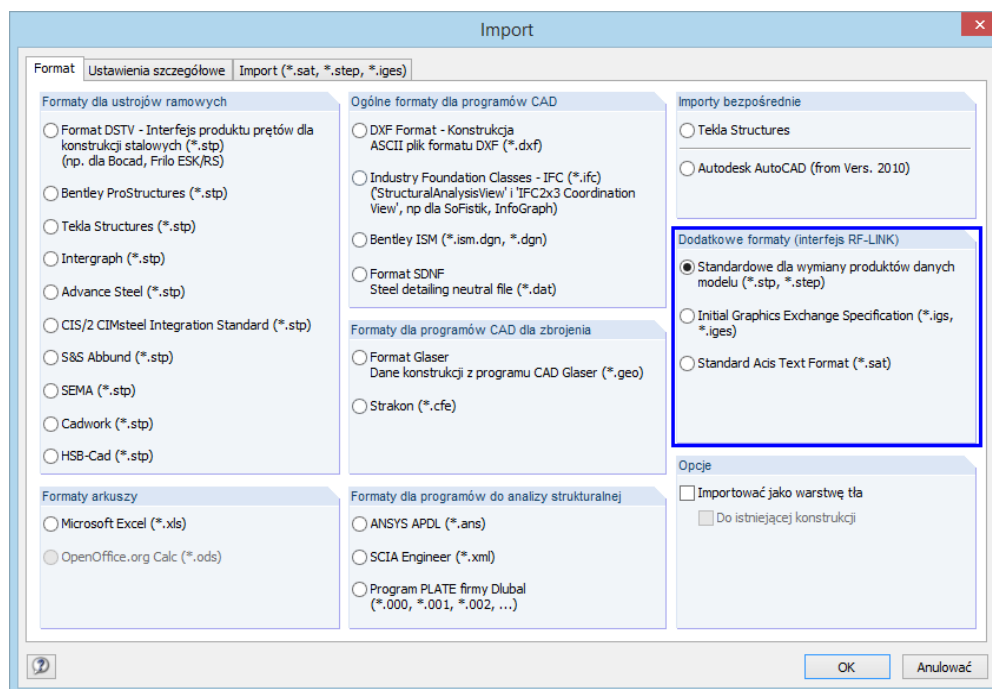 Import
Format
Ustawienia szczegółowe
Import (*.sat, *.step, *.iges)
Formaty dla ustrojów ramowych
Format DSTV - Interfejs produktu prętów dla
konstrukcji stalowych (*.stp)
(np. dla Bocad, Frilo ESK/RS)
Bentley ProStructures (*.stp)
Tekla Structures (*.stp)
Intergraph (*.stp)
Advance Steel (*.stp)
CIS/2 CIMsteel Integration Standard (*.stp)
S&S Abbund (*.stp)
SEMA (*.stp)
Cadwork (*.stp)
HSB-Cad (*.stp)
Formaty arkuszy
Microsoft Excel (*.xls)
OpenOffice.org Calc (*.ods)
Ogólne formaty dla programów CAD
DXF Format - Konstrukcja
ASCII plik formatu DXF (*.dxf)
Industry Foundation Classes - IFC (*.ifc)
('StructuralAnalysisView' i 'IFC2x3 Coordination
View', np dla SoFistik, InfoGraph)
Bentley ISM (*.ism.dgn, *.dgn)
Format SDNF
Steel detailing neutral file (*.dat)
Formaty dla programów CAD dla zbrojenia
Format Glaser
Dane konstrukcji z programu CAD Glaser (*.geo)
Strakon (*.cfe)
Formaty dla programów do analizy strukturalnej
ANSYS APDL (*.ans)
SCIA Engineer (*.xml)
Program PLATE firmy Dlubal
(*.000, *.001, *.002, ...)
Importy bezpośrednie
Tekla Structures
Autodesk AutoCAD (from Vers. 2010)
Dodatkowe formaty (interfejs RF-LINK)
Standardowe dla wymiany produktów danych
modelu (*.stp, *.step)
Initial Graphics Exchange Specification (*.igs,
*.iges)
Standard Acis Text Format (*.sat)
Opcje
Importować jako warstwę tła
Do istniejącej konstrukcji
OK
Anulować